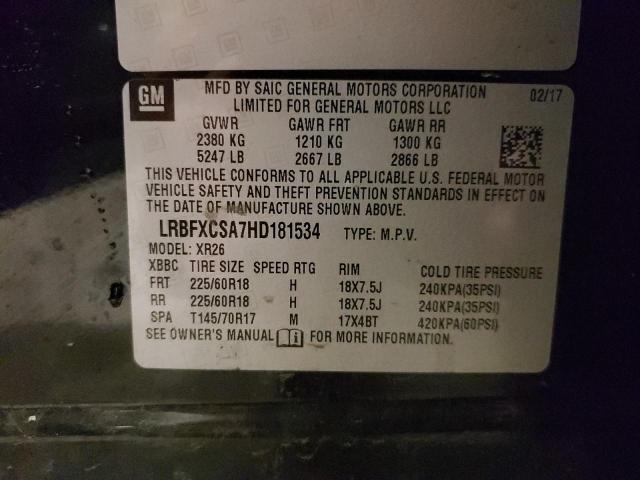 GM
MFD BY SAIC GENERAL MOTORS CORPORATION
LIMITED FOR GENERAL MOTORS LLC
02/17
GVWR GAWR FRT GAWR RR
2380 KG 1210 KG 1300 KG
5247 LB 2667 LB 2866 LB
THIS VEHICLE CONFORMS TO ALL APPLICABLE U.S. FEDERAL MOTOR
VEHICLE SAFETY AND THEFT PREVENTION STANDARDS IN EFFECT ON
THE DATE OF MANUFACTURE SHOWN ABOVE.
LRBFXCSA7HD181534 TYPE: M.P.V.
MODEL: XR26
XBBC TIRE SIZE SPEED RTG RIM COLD TIRE PRESSURE
FRT 225/60R18 H 18X7.5J 240KPA(35PSI)
RR 225/60R18 H 18X7.5J 240KPA(35PSI)
SPA T145/70R17 M 17X4BT 420KPA(60PSI)
SEE OWNER'S MANUAL FOR MORE INFORMATION.